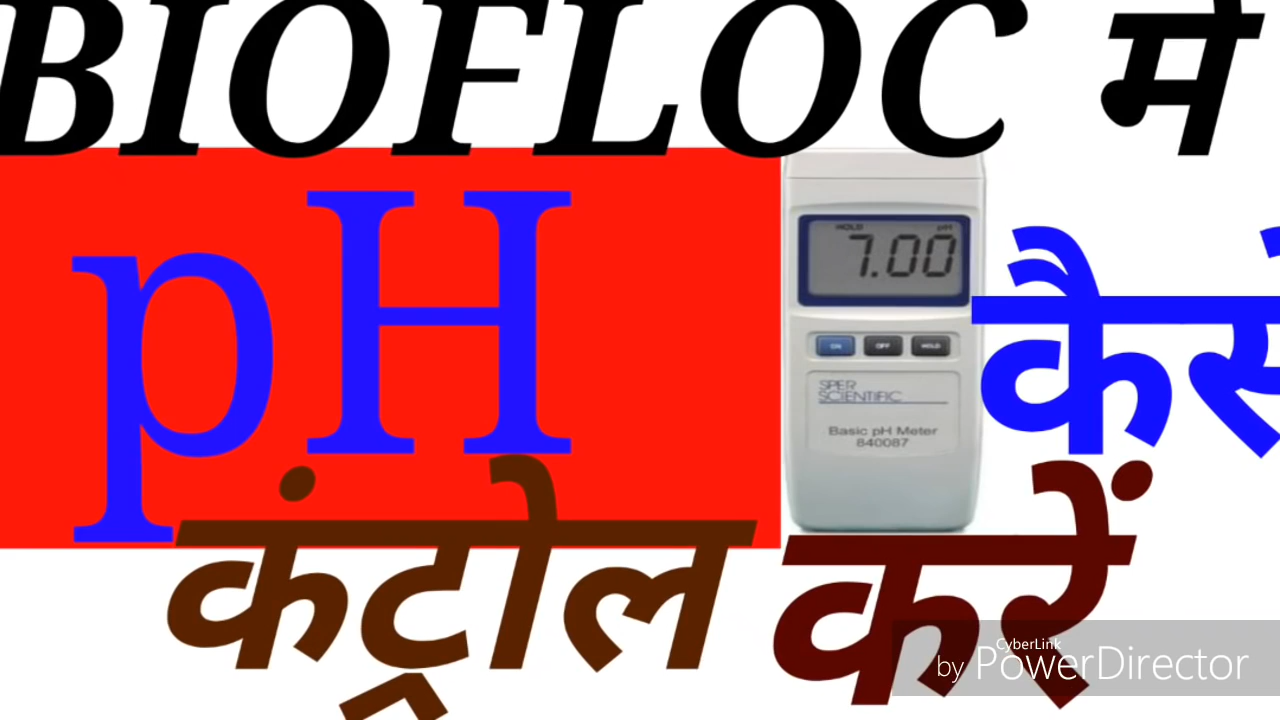 BIOFLOC मे
pH
HOLD pH
7.00
ON OFF HOLD
SPER
SCIENTIFIC
Basic pH Meter
840087
कैसे
कंट्रोल करें
CyberLink
by PowerDirector